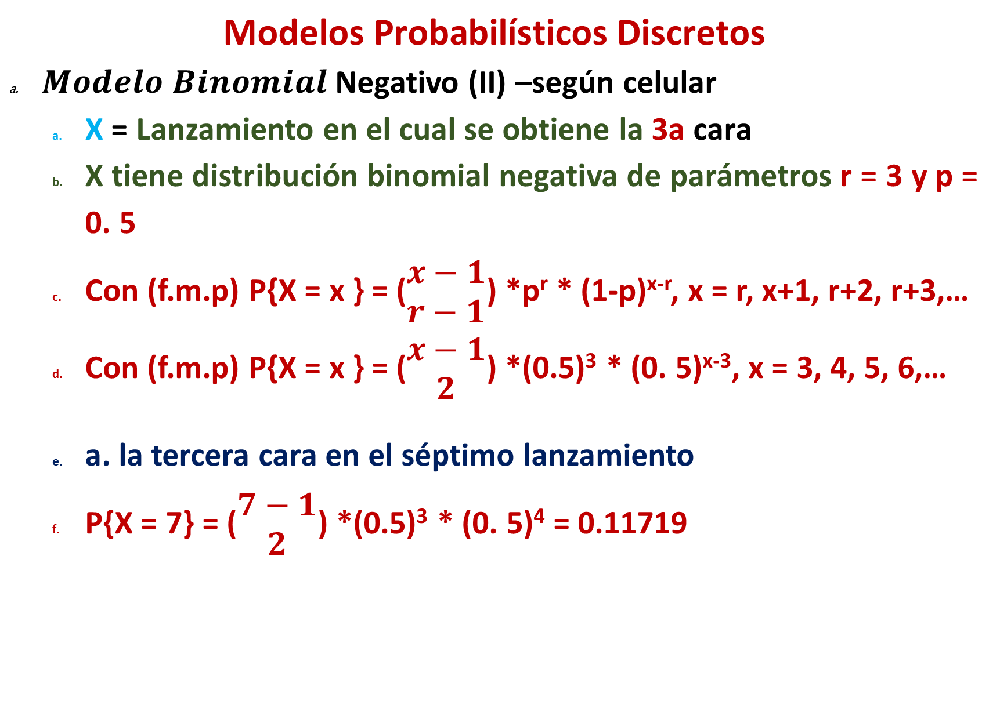 Modelos Probabilísticos Discretos
a. Modelo Binomial Negativo (II) –según celular
a. X = Lanzamiento en el cual se obtiene la 3a cara
b. X tiene distribución binomial negativa de parámetros r = 3 y p =
0. 5
c. Con (f.m.p) P{X = x } = (x − 1 r − 1) *pʳ * (1-p)ˣ⁻ʳ, x = r, x+1, r+2, r+3,...
d. Con (f.m.p) P{X = x } = (x − 1 2) *(0.5)³ * (0. 5)ˣ⁻³, x = 3, 4, 5, 6,...
e. a. la tercera cara en el séptimo lanzamiento
f. P{X = 7} = (7 − 1 2) *(0.5)³ * (0. 5)⁴ = 0.11719